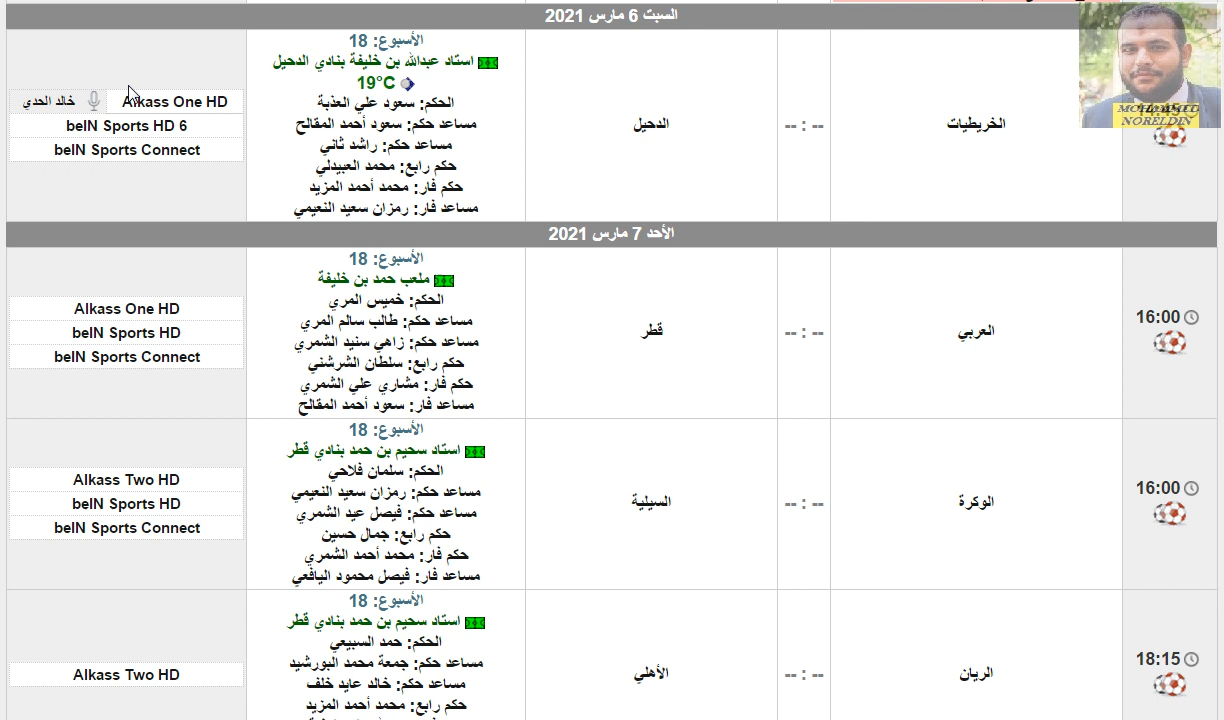 السبت 6 مارس 2021
MOHAMMED
NORELDIN
الخريطيات
-- : --
الدحيل
الأسبوع: 18
استاد عبدالله بن خليفة بنادي الدحيل
19°C
الحكم: سعود علي العذبة
مساعد حكم: سعود أحمد المقالح
مساعد حكم: راشد ثاني
حكم رابع: محمد العبيدلي
حكم فار: محمد أحمد المزيد
مساعد فار: رمزان سعيد النعيمي
Alkass One HD خالد الحدي
beIN Sports HD 6
beIN Sports Connect
الأحد 7 مارس 2021
16:00
العربي
-- : --
قطر
الأسبوع: 18
ملعب حمد بن خليفة
الحكم: خميس المري
مساعد حكم: طالب سالم المري
مساعد حكم: زاهي سنيد الشمري
حكم رابع: سلطان الشرشني
حكم فار: مشاري علي الشمري
مساعد فار: سعود أحمد المقالح
Alkass One HD
beIN Sports HD
beIN Sports Connect
16:00
الوكرة
-- : --
السيلية
الأسبوع: 18
استاد سحيم بن حمد بنادي قطر
الحكم: سلمان فلاحي
مساعد حكم: رمزان سعيد النعيمي
مساعد حكم: فيصل عيد الشمري
حكم رابع: جمال حسين
حكم فار: محمد أحمد الشمري
مساعد فار: فيصل محمود اليافعي
Alkass Two HD
beIN Sports HD
beIN Sports Connect
18:15
الريان
-- : --
الأهلي
الأسبوع: 18
استاد سحيم بن حمد بنادي قطر
الحكم: حمد السبيعي
مساعد حكم: جمعة محمد البورشيد
مساعد حكم: خالد عايد خلف
حكم رابع: محمد أحمد المزيد
Alkass Two HD